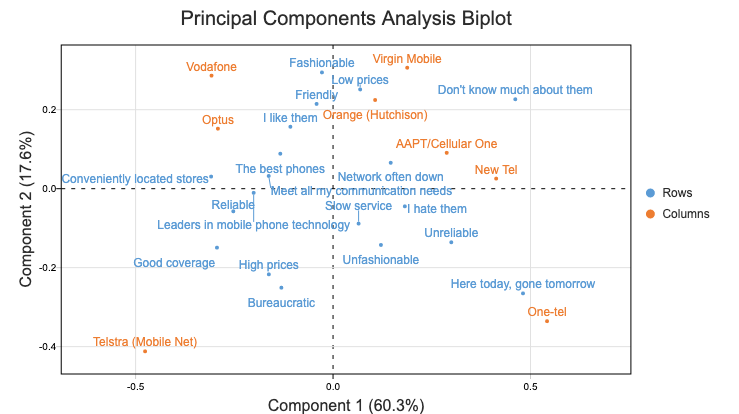 Principal Components Analysis Biplot
Fashionable
Virgin Mobile
Vodafone
Low prices
Don't know much about them
Friendly
Optus
I like them
Orange (Hutchison)
AAPT/Cellular One
The best phones
New Tel
Conveniently located stores
Network often down
Meet all my communication needs
Reliable
Slow service
I hate them
Leaders in mobile phone technology
Unreliable
Good coverage
High prices
Unfashionable
Here today, gone tomorrow
Bureaucratic
One-tel
Telstra (Mobile Net)
0.2
0.0
-0.2
-0.4
-0.5
0.0
0.5
Component 2 (17.6%)
Component 1 (60.3%)
Rows
Columns